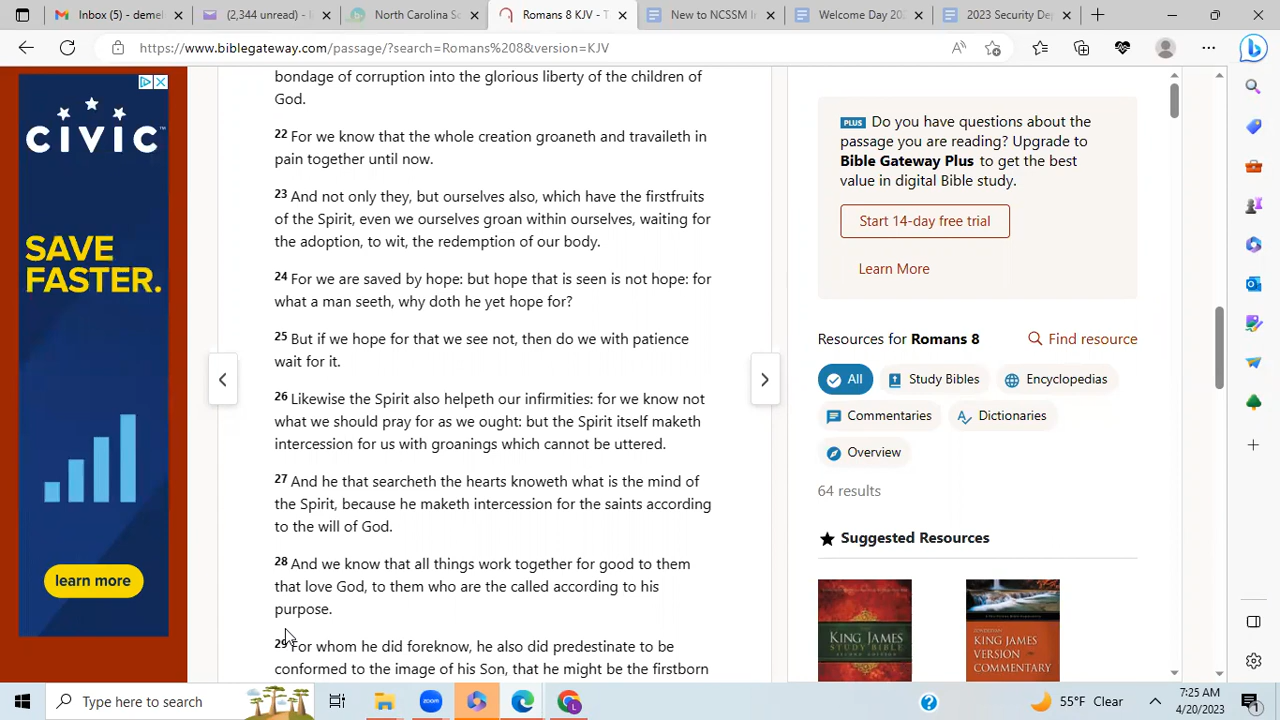 (12 unread) - d
(2,344 unread) - I
North Carolina Sc
Romans 8 KJV - T
New to NCSSM In
Welcome Day 202
2023 Security De
https://www.biblegateway.com/passage/?search=Romans%208&version=KJV
CIVIC
SAVE
FASTER.
learn more
bondage of corruption into the glorious liberty of the children of
God.
22 For we know that the whole creation groaneth and travaileth in
pain together until now.
23 And not only they, but ourselves also, which have the firstfruits
of the Spirit, even we ourselves groan within ourselves, waiting for
the adoption, to wit, the redemption of our body.
24 For we are saved by hope: but hope that is seen is not hope: for
what a man seeth, why doth he yet hope for?
25 But if we hope for that we see not, then do we with patience
wait for it.
26 Likewise the Spirit also helpeth our infirmities: for we know not
what we should pray for as we ought: but the Spirit itself maketh
intercession for us with groanings which cannot be uttered.
27 And he that searcheth the hearts knoweth what is the mind of
the Spirit, because he maketh intercession for the saints according
to the will of God.
28 And we know that all things work together for good to them
that love God, to them who are the called according to his
purpose.
29 For whom he did foreknow, he also did predestinate to be
conformed to the image of his Son, that he might be the firstborn
PLUS Do you have questions about the
passage you are reading? Upgrade to
Bible Gateway Plus to get the best
value in digital Bible study.
Start 14-day free trial
Learn More
Resources for Romans 8
Find resource
All
Study Bibles
Encyclopedias
Commentaries
Dictionaries
Overview
64 results
Suggested Resources
KING JAMES
STUDY BIBLE
KING JAMES
VERSION
COMMENTARY
Type here to search
zoom
L
55°F Clear
7:25 AM
4/20/2023
1